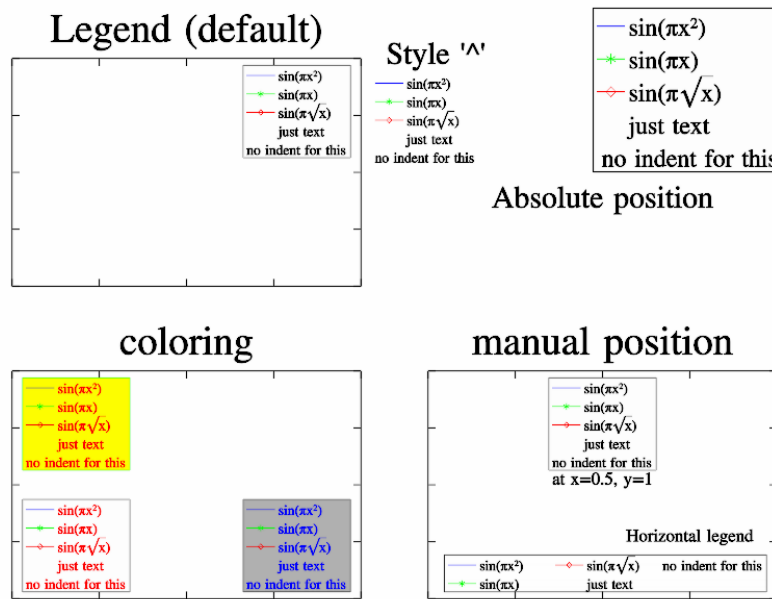 Legend (default)
sin(πx²)
sin(πx)
sin(π√x)
just text
no indent for this
Style '^'
sin(πx²)
sin(πx)
sin(π√x)
just text
no indent for this
sin(πx²)
sin(πx)
sin(π√x)
just text
no indent for this
Absolute position
coloring
sin(πx²)
sin(πx)
sin(π√x)
just text
no indent for this
sin(πx²)
sin(πx)
sin(π√x)
just text
no indent for this
sin(πx²)
sin(πx)
sin(π√x)
just text
no indent for this
manual position
sin(πx²)
sin(πx)
sin(π√x)
just text
no indent for this
at x=0.5, y=1
Horizontal legend
sin(πx²) sin(π√x) no indent for this
sin(πx) just text